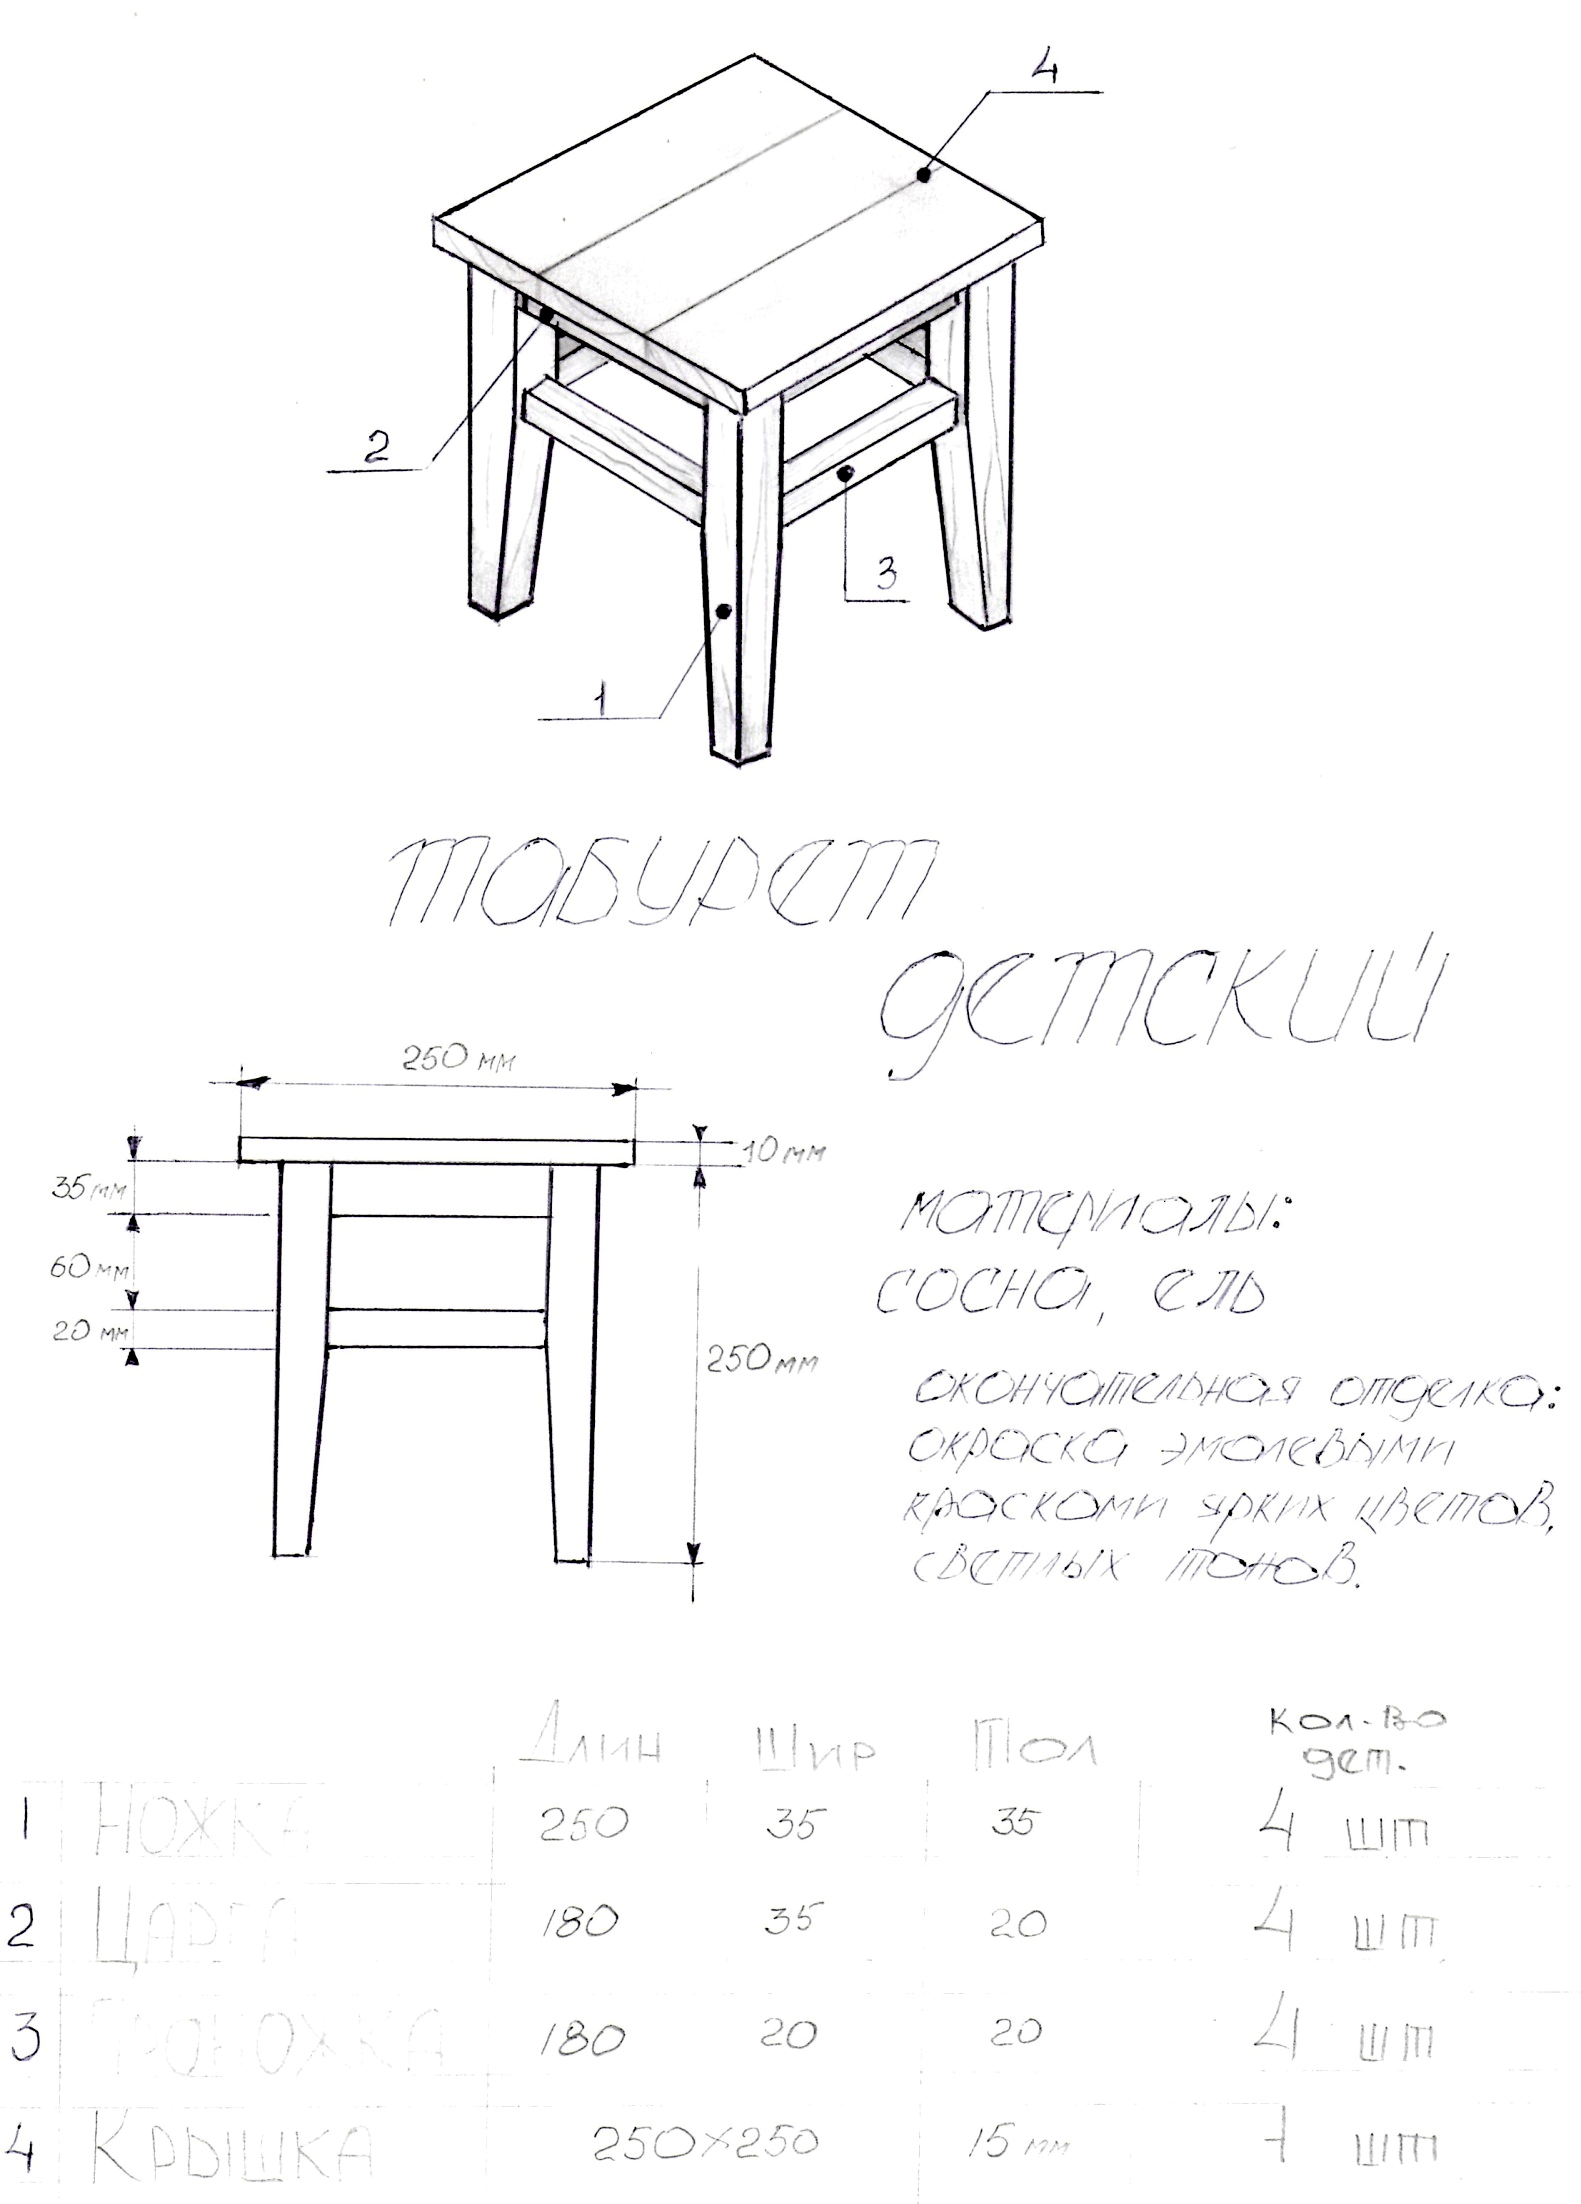 4
2
3
1
табурет
детский
250 мм
10 мм
35 мм
60 мм
20 мм
250 мм
материалы:
сосна, ель
окончательная отделка:
окраска эмалевыми
красками ярких цветов,
светлых тонов.
Длин Шир Тол кол-во дет.
1 Ножка 250 35 35 4 шт
2 Царга 180 35 20 4 шт
3 Проножка 180 20 20 4 шт
4 Крышка 250×250 15 мм 1 шт